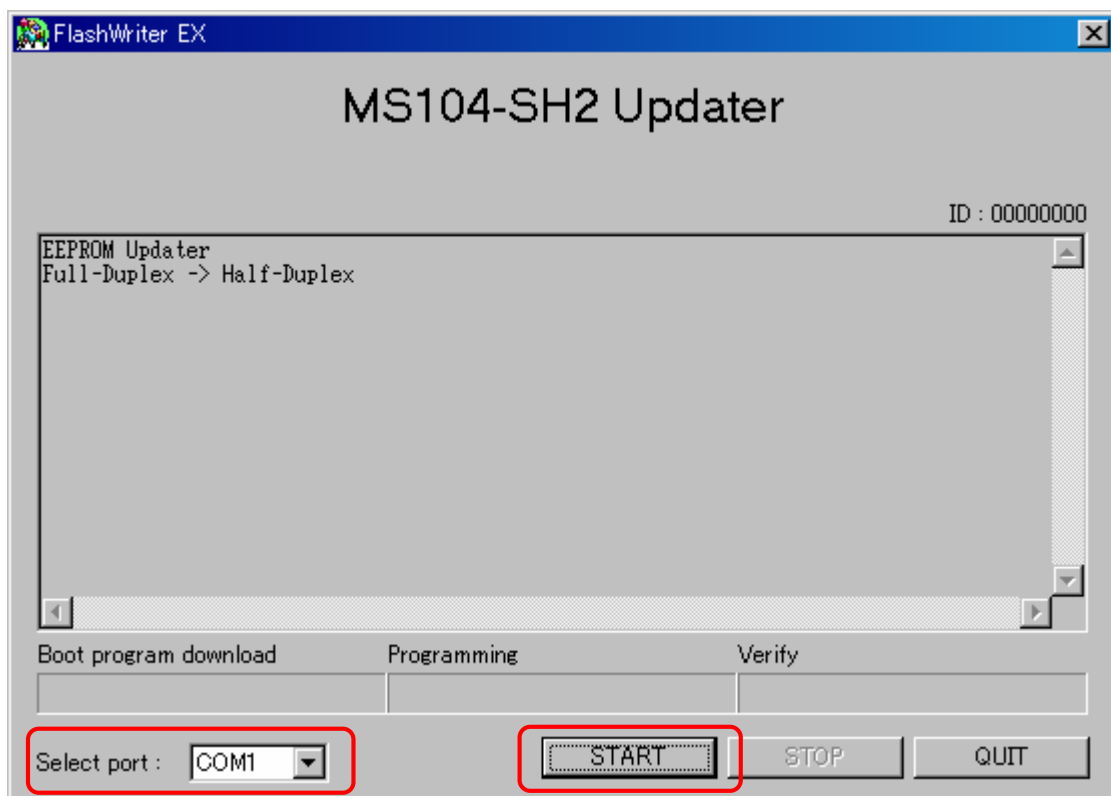 FlashWriter EX
MS104-SH2 Updater
ID : 00000000
EEPROM Updater
Full-Duplex -> Half-Duplex
Boot program download Programming Verify
Select port : COM1 START STOP QUIT